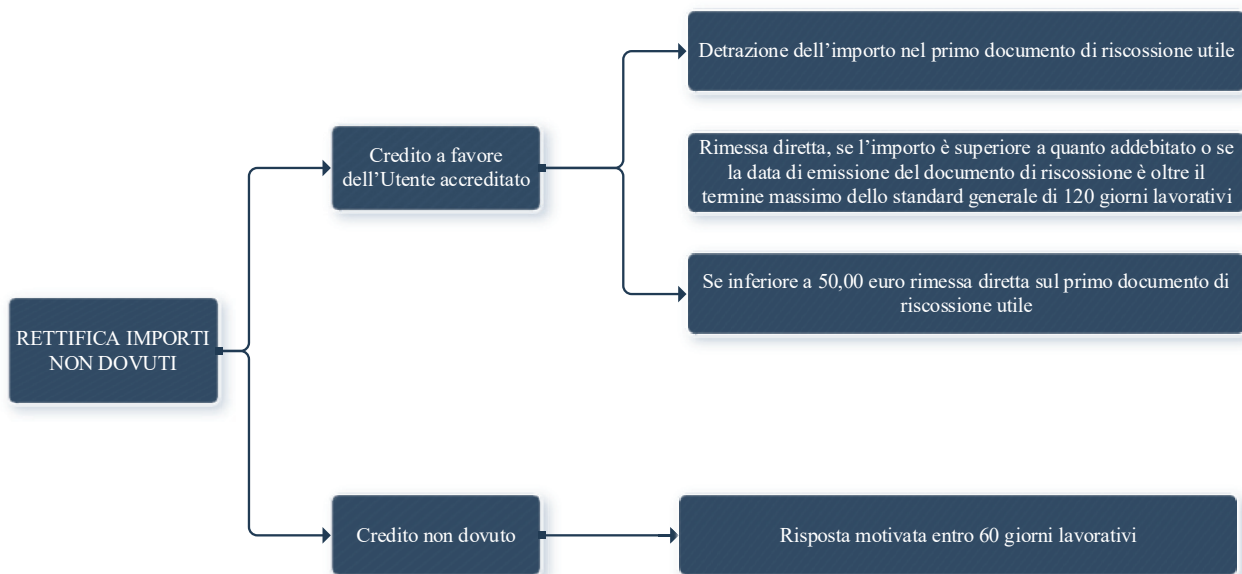 Detrazione dell’importo nel primo documento di riscossione utile
Credito a favore
dell’Utente accreditato
Rimessa diretta, se l’importo è superiore a quanto addebitato o se
la data di emissione del documento di riscossione è oltre il
termine massimo dello standard generale di 120 giorni lavorativi
Se inferiore a 50,00 euro rimessa diretta sul primo documento di
riscossione utile
RETTIFICA IMPORTI
NON DOVUTI
Credito non dovuto
Risposta motivata entro 60 giorni lavorativi